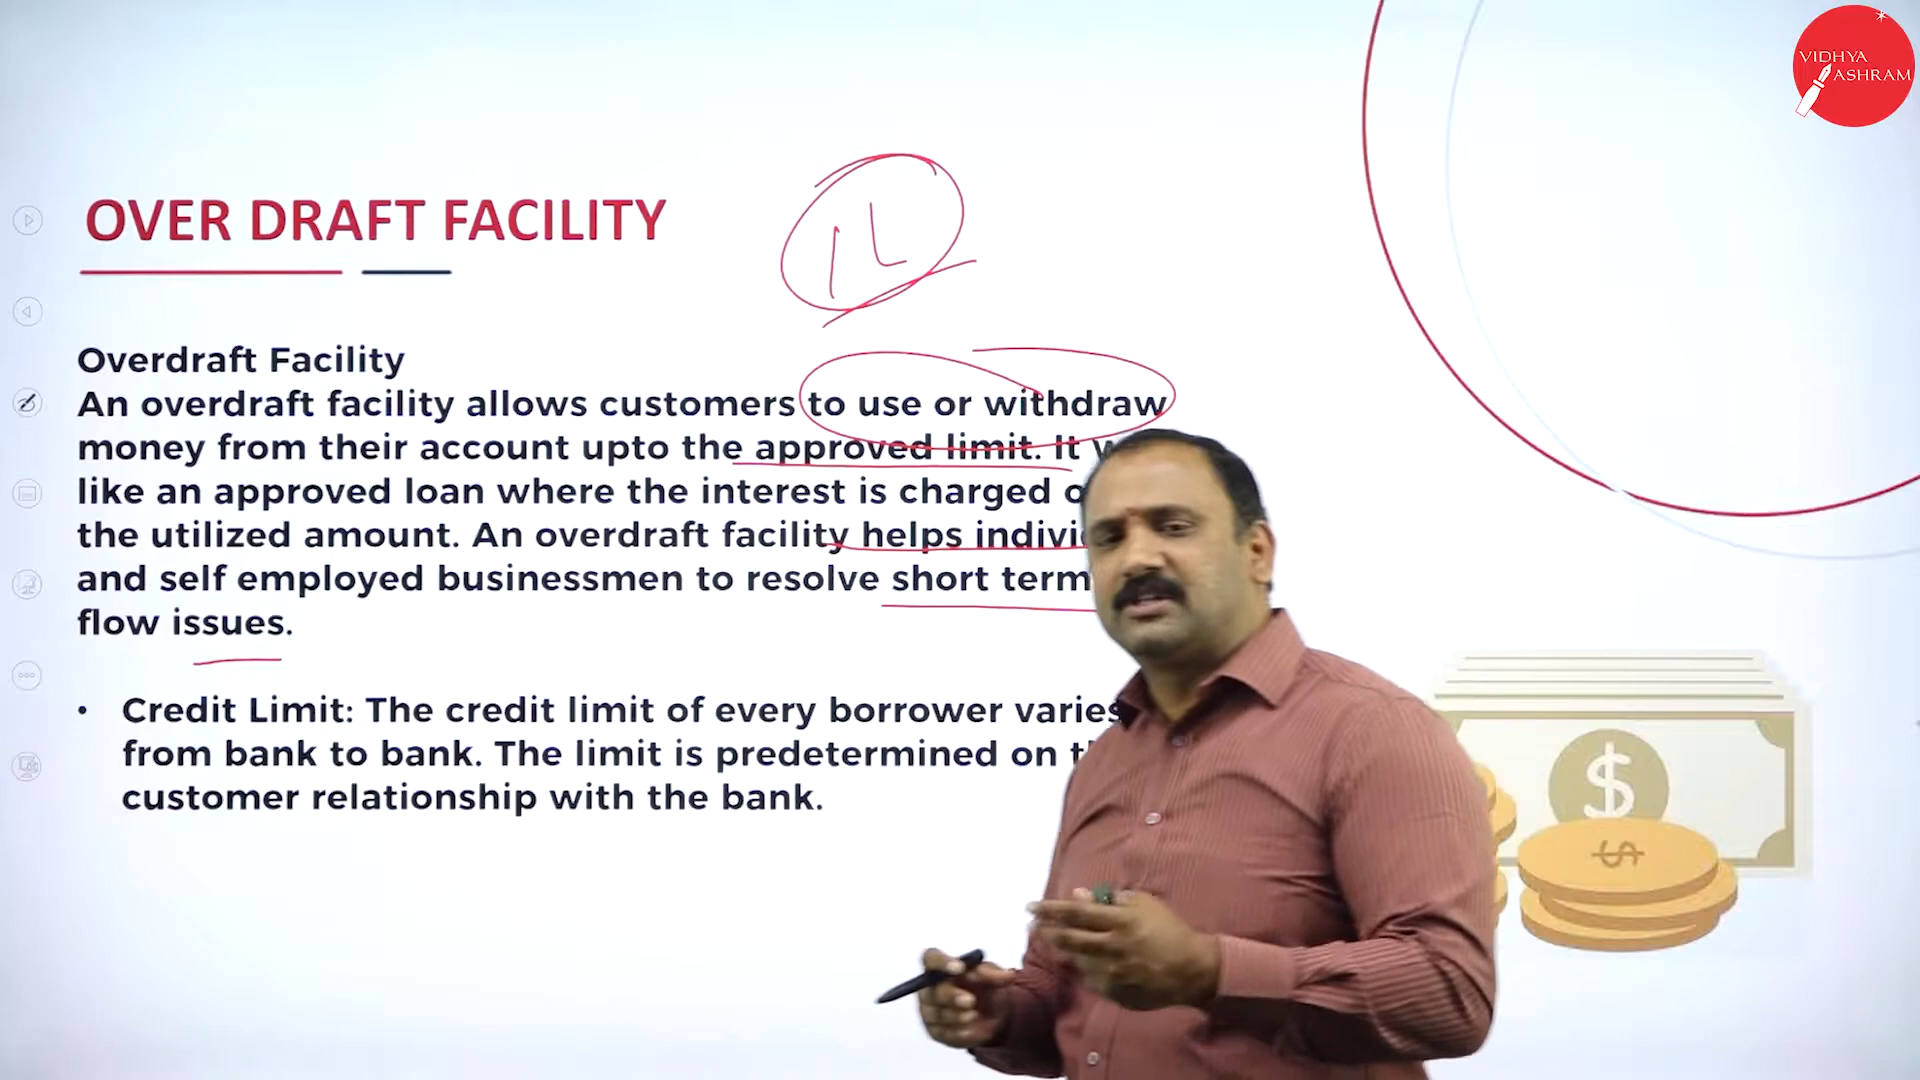 VIDHYA
ASHRAM
OVER DRAFT FACILITY
1L
Overdraft Facility
An overdraft facility allows customers to use or withdraw
money from their account upto the approved limit. It
like an approved loan where the interest is charged
the utilized amount. An overdraft facility helps
and self employed businessmen to resolve short term
flow issues.
• Credit Limit: The credit limit of every borrower varies
from bank to bank. The limit is predetermined on
customer relationship with the bank.